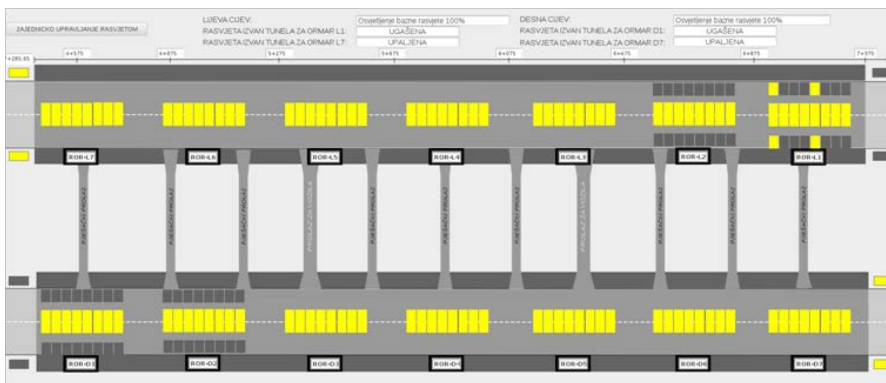 LIJEVA CIJEV: Osvjetljenje bazne rasvjete 100% DESNA CIJEV: Osvjetljenje bazne rasvjete 100%
ZAJEDNIČKO UPRAVLJANJE RASVJETOM RASVJETA IZVAN TUNELA ZA ORMAR L1: UGAŠENA RASVJETA IZVAN TUNELA ZA ORMAR D1: UGAŠENA
RASVJETA IZVAN TUNELA ZA ORMAR L7: UPALJENA RASVJETA IZVAN TUNELA ZA ORMAR D7: UPALJENA
4+575 4+875 5+275 5+675 6+075 6+475 6+875 7+375
ROR-L7 ROR-L6 ROR-L5 ROR-L4 ROR-L3 ROR-L2 ROR-L1
PJEŠAČKI PROLAZ PJEŠAČKI PROLAZ PJEŠAČKI PROLAZ PROLAZ ZA VOZILA PJEŠAČKI PROLAZ PJEŠAČKI PROLAZ PJEŠAČKI PROLAZ PROLAZ ZA VOZILA PJEŠAČKI PROLAZ PJEŠAČKI PROLAZ PJEŠAČKI PROLAZ
ROR-D1 ROR-D2 ROR-D3 ROR-D4 ROR-D5 ROR-D6 ROR-D7